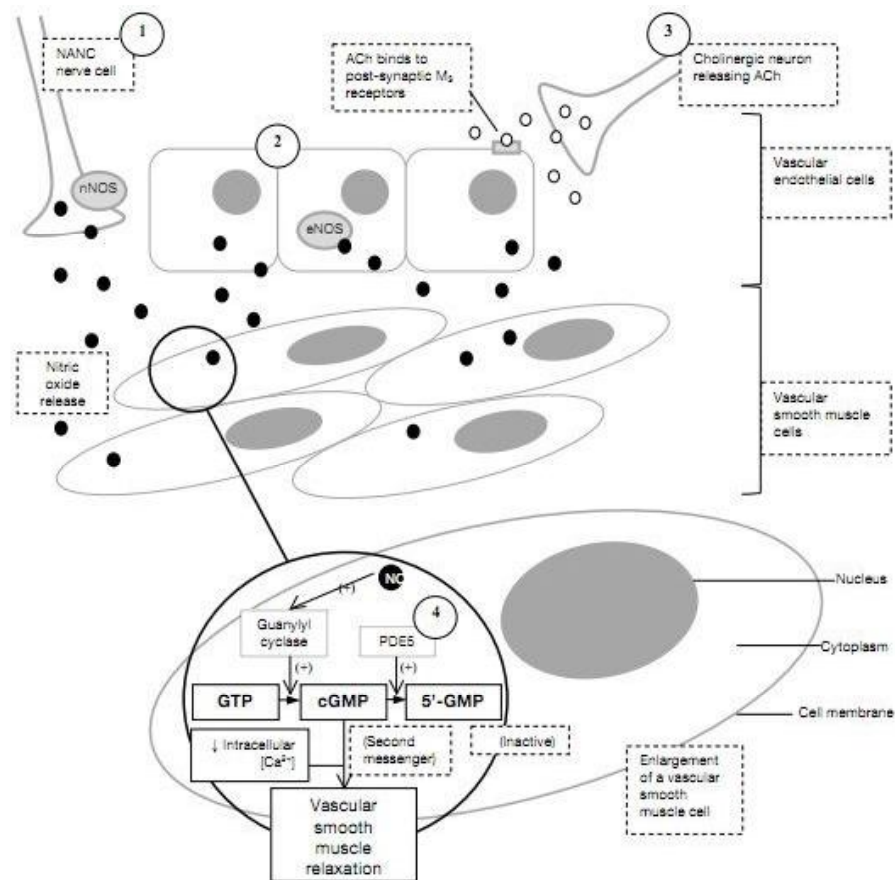 1
NANC
nerve cell
ACh binds to
post-synaptic M₃
receptors
3
Cholinergic neuron
releasing ACh
2
nNOS
eNOS
Vascular
endothelial cells
Nitric
oxide
release
Vascular
smooth muscle
cells
NO
(+)
4
Guanylyl
cyclase
PDE5
(+)
(+)
GTP
cGMP
5'-GMP
↓ Intracellular
[Ca²⁺]
(Second
messenger)
(Inactive)
Vascular
smooth
muscle
relaxation
Nucleus
Cytoplasm
Cell membrane
Enlargement
of a vascular
smooth
muscle cell